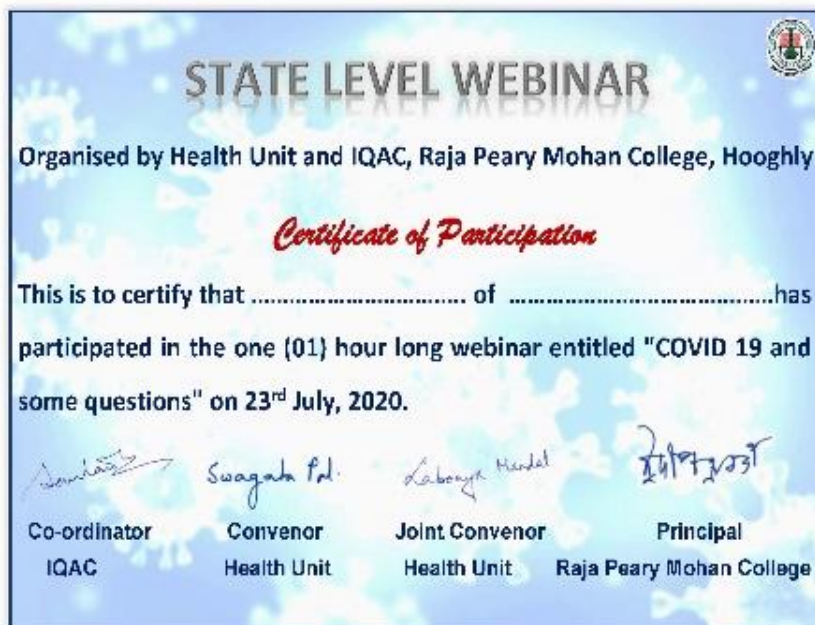 STATE LEVEL WEBINAR
Organised by Health Unit and IQAC, Raja Peary Mohan College, Hooghly
Certificate of Participation
This is to certify that .................................. of ..........................................has
participated in the one (01) hour long webinar entitled "COVID 19 and
some questions" on 23rd July, 2020.
Swagata Pal. Labonya Mandal
Co-ordinator Convenor Joint Convenor Principal
IQAC Health Unit Health Unit Raja Peary Mohan College